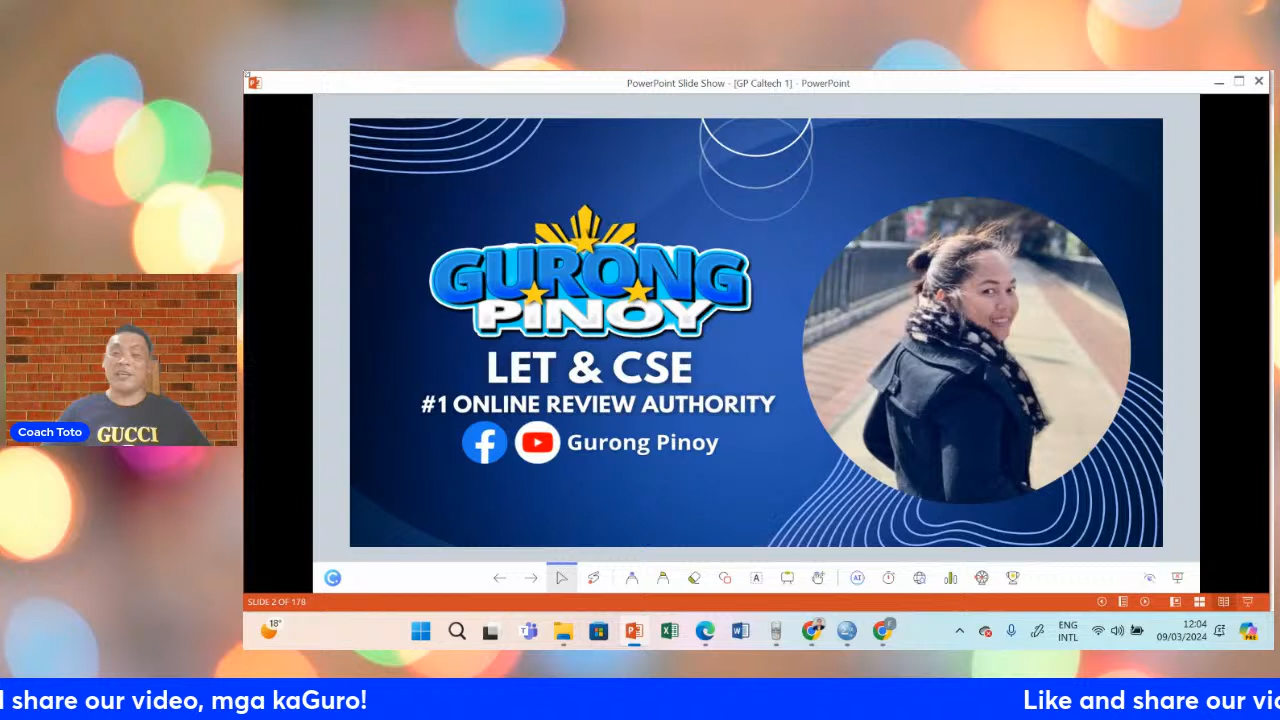 PowerPoint Slide Show - [GP Caltech 1] - PowerPoint
GURONG
PINOY
LET & CSE
#1 ONLINE REVIEW AUTHORITY
Gurong Pinoy
Coach Toto
GUCCI
A
AI
SLIDE 2 OF 178
18°
ENG
INTL
12:04
09/03/2024
share our video, mga kaGuro!
Like and share our vid